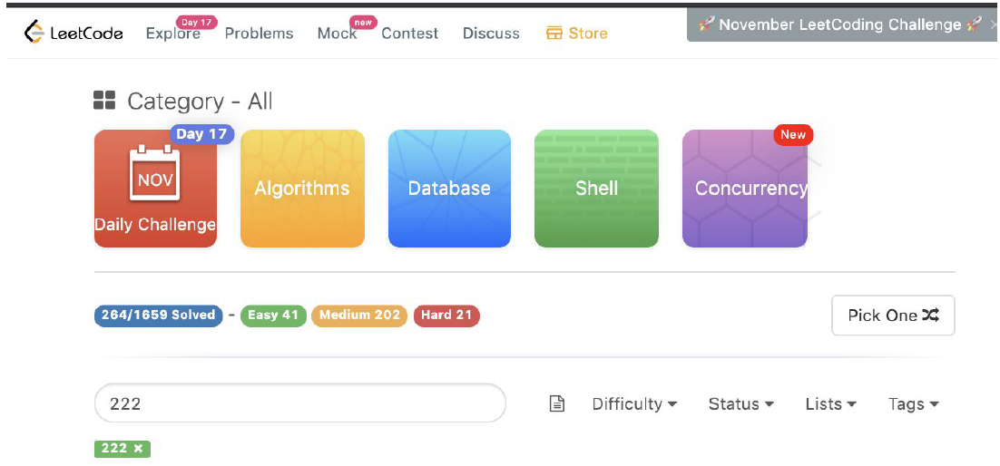 LeetCode Explore Day 17 Problems Mock new Contest Discuss Store 🚀 November LeetCoding Challenge 🚀 ×
Category - All
Day 17
New
NOV
Daily Challenge
Algorithms
Database
Shell
Concurrency
264/1659 Solved - Easy 41 Medium 202 Hard 21
Pick One
222
Difficulty Status Lists Tags
222 ×